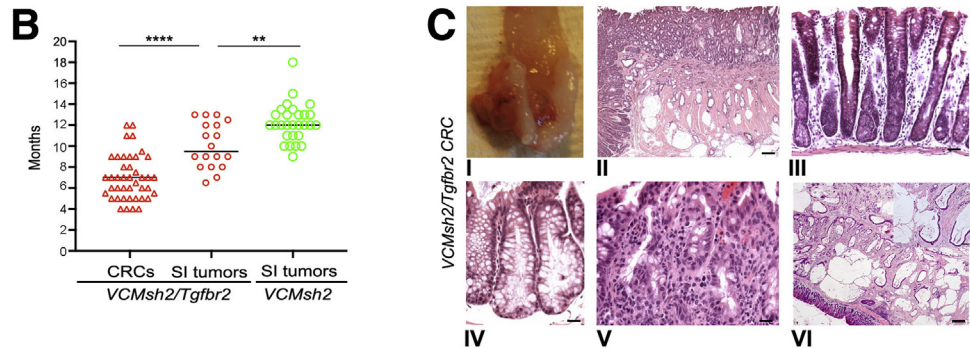 B
**** **
20
18
16
14
12
10
8
6
4
2
0
Months
CRCs SI tumors SI tumors
VCMsh2/Tgfbr2 VCMsh2
C
VCMsh2/Tgfbr2 CRC
I II III
IV V VI